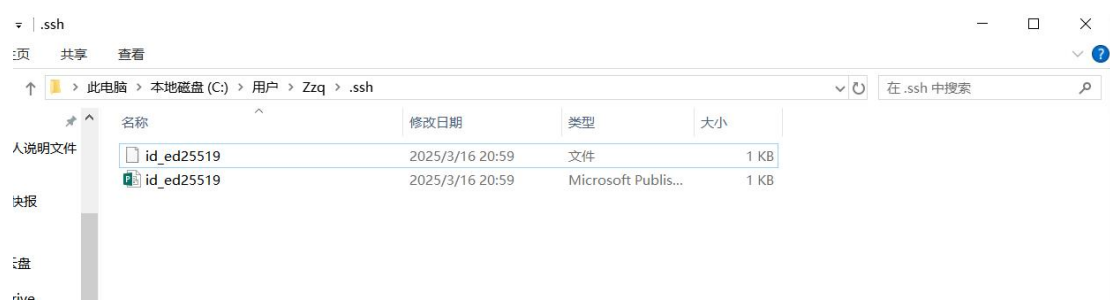 .ssh
主页 共享 查看
此电脑 本地磁盘 (C:) 用户 Zzq .ssh 在 .ssh 中搜索
名称 修改日期 类型 大小
人说明文件
id_ed25519 2025/3/16 20:59 文件 1 KB
id_ed25519 2025/3/16 20:59 Microsoft Publis... 1 KB
快报
rive